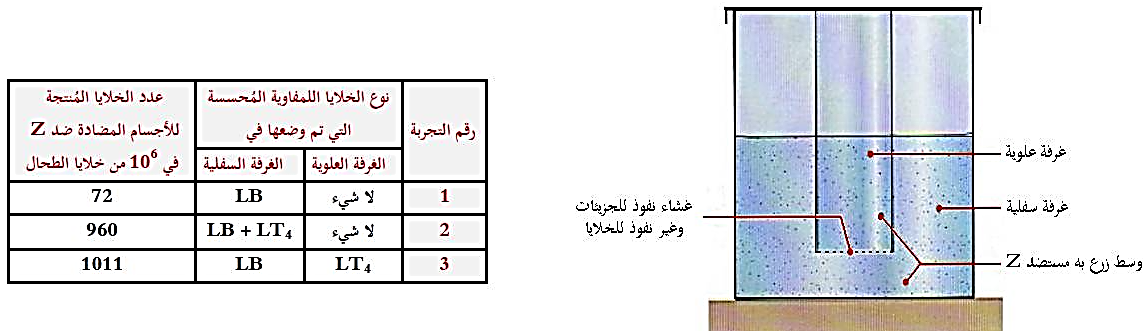 رقم التجربة
نوع الخلايا اللمفاوية المُحسسة
التي تم وضعها في
الغرفة العلوية
الغرفة السفلية
عدد الخلايا المُنتجة
للأجسام المضادة ضد Z
في 10⁶ من خلايا الطحال
1
لا شيء
LB
72
2
لا شيء
LB + LT₄
960
3
LT₄
LB
1011
غرفة علوية
غرفة سفلية
غشاء نفوذ للجزيئات
وغير نفوذ للخلايا
وسط زرع به مستضد Z